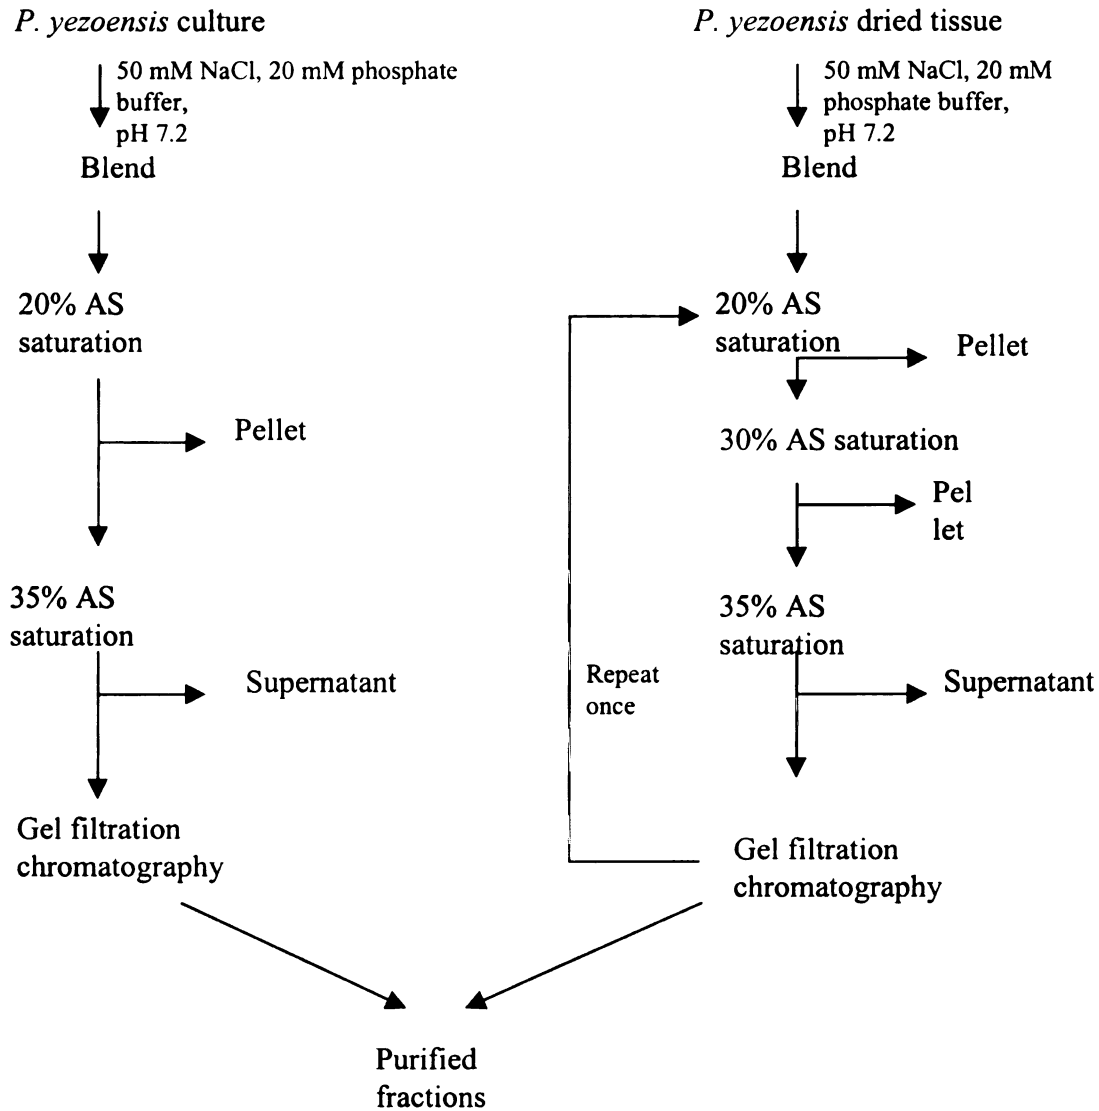 P. yezoensis culture
50 mM NaCl, 20 mM phosphate
buffer,
pH 7.2
Blend
20% AS
saturation
Pellet
35% AS
saturation
Supernatant
Gel filtration
chromatography
P. yezoensis dried tissue
50 mM NaCl, 20 mM
phosphate buffer,
pH 7.2
Blend
20% AS
saturation
Pellet
30% AS saturation
Pel
let
35% AS
saturation
Supernatant
Repeat
once
Gel filtration
chromatography
Purified
fractions